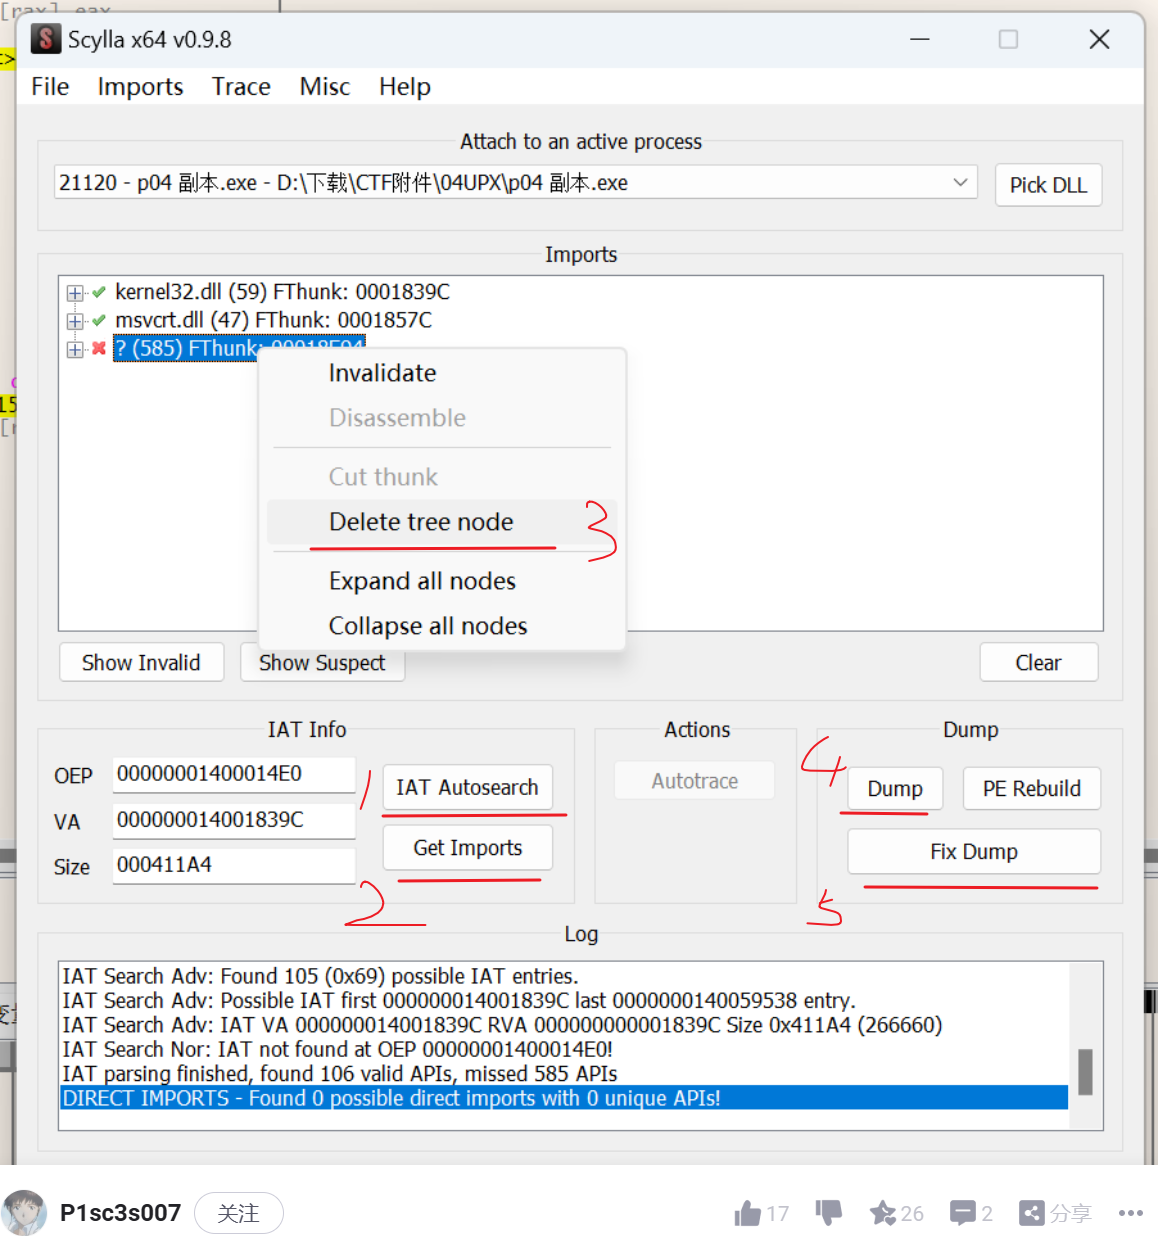 [rax] eax
Scylla x64 v0.9.8
File Imports Trace Misc Help
Attach to an active process
21120 - p04 副本.exe - D:\下载\CTF附件\04UPX\p04 副本.exe
Pick DLL
Imports
kernel32.dll (59) FThunk: 0001839C
msvcrt.dll (47) FThunk: 0001857C
? (585) FThunk: 00018E04
Invalidate
Disassemble
Cut thunk
Delete tree node 3
Expand all nodes
Collapse all nodes
Show Invalid Show Suspect Clear
IAT Info
OEP 00000001400014E0
VA 000000014001839C
Size 000411A4
1 IAT Autosearch
Get Imports
2
Actions
Autotrace
Dump
4 Dump PE Rebuild
Fix Dump
5
Log
IAT Search Adv: Found 105 (0x69) possible IAT entries.
IAT Search Adv: Possible IAT first 000000014001839C last 0000000140059538 entry.
IAT Search Adv: IAT VA 000000014001839C RVA 000000000001839C Size 0x411A4 (266660)
IAT Search Nor: IAT not found at OEP 00000001400014E0!
IAT parsing finished, found 106 valid APIs, missed 585 APIs
DIRECT IMPORTS - Found 0 possible direct imports with 0 unique APIs!
P1sc3s007 关注 17 26 2 分享